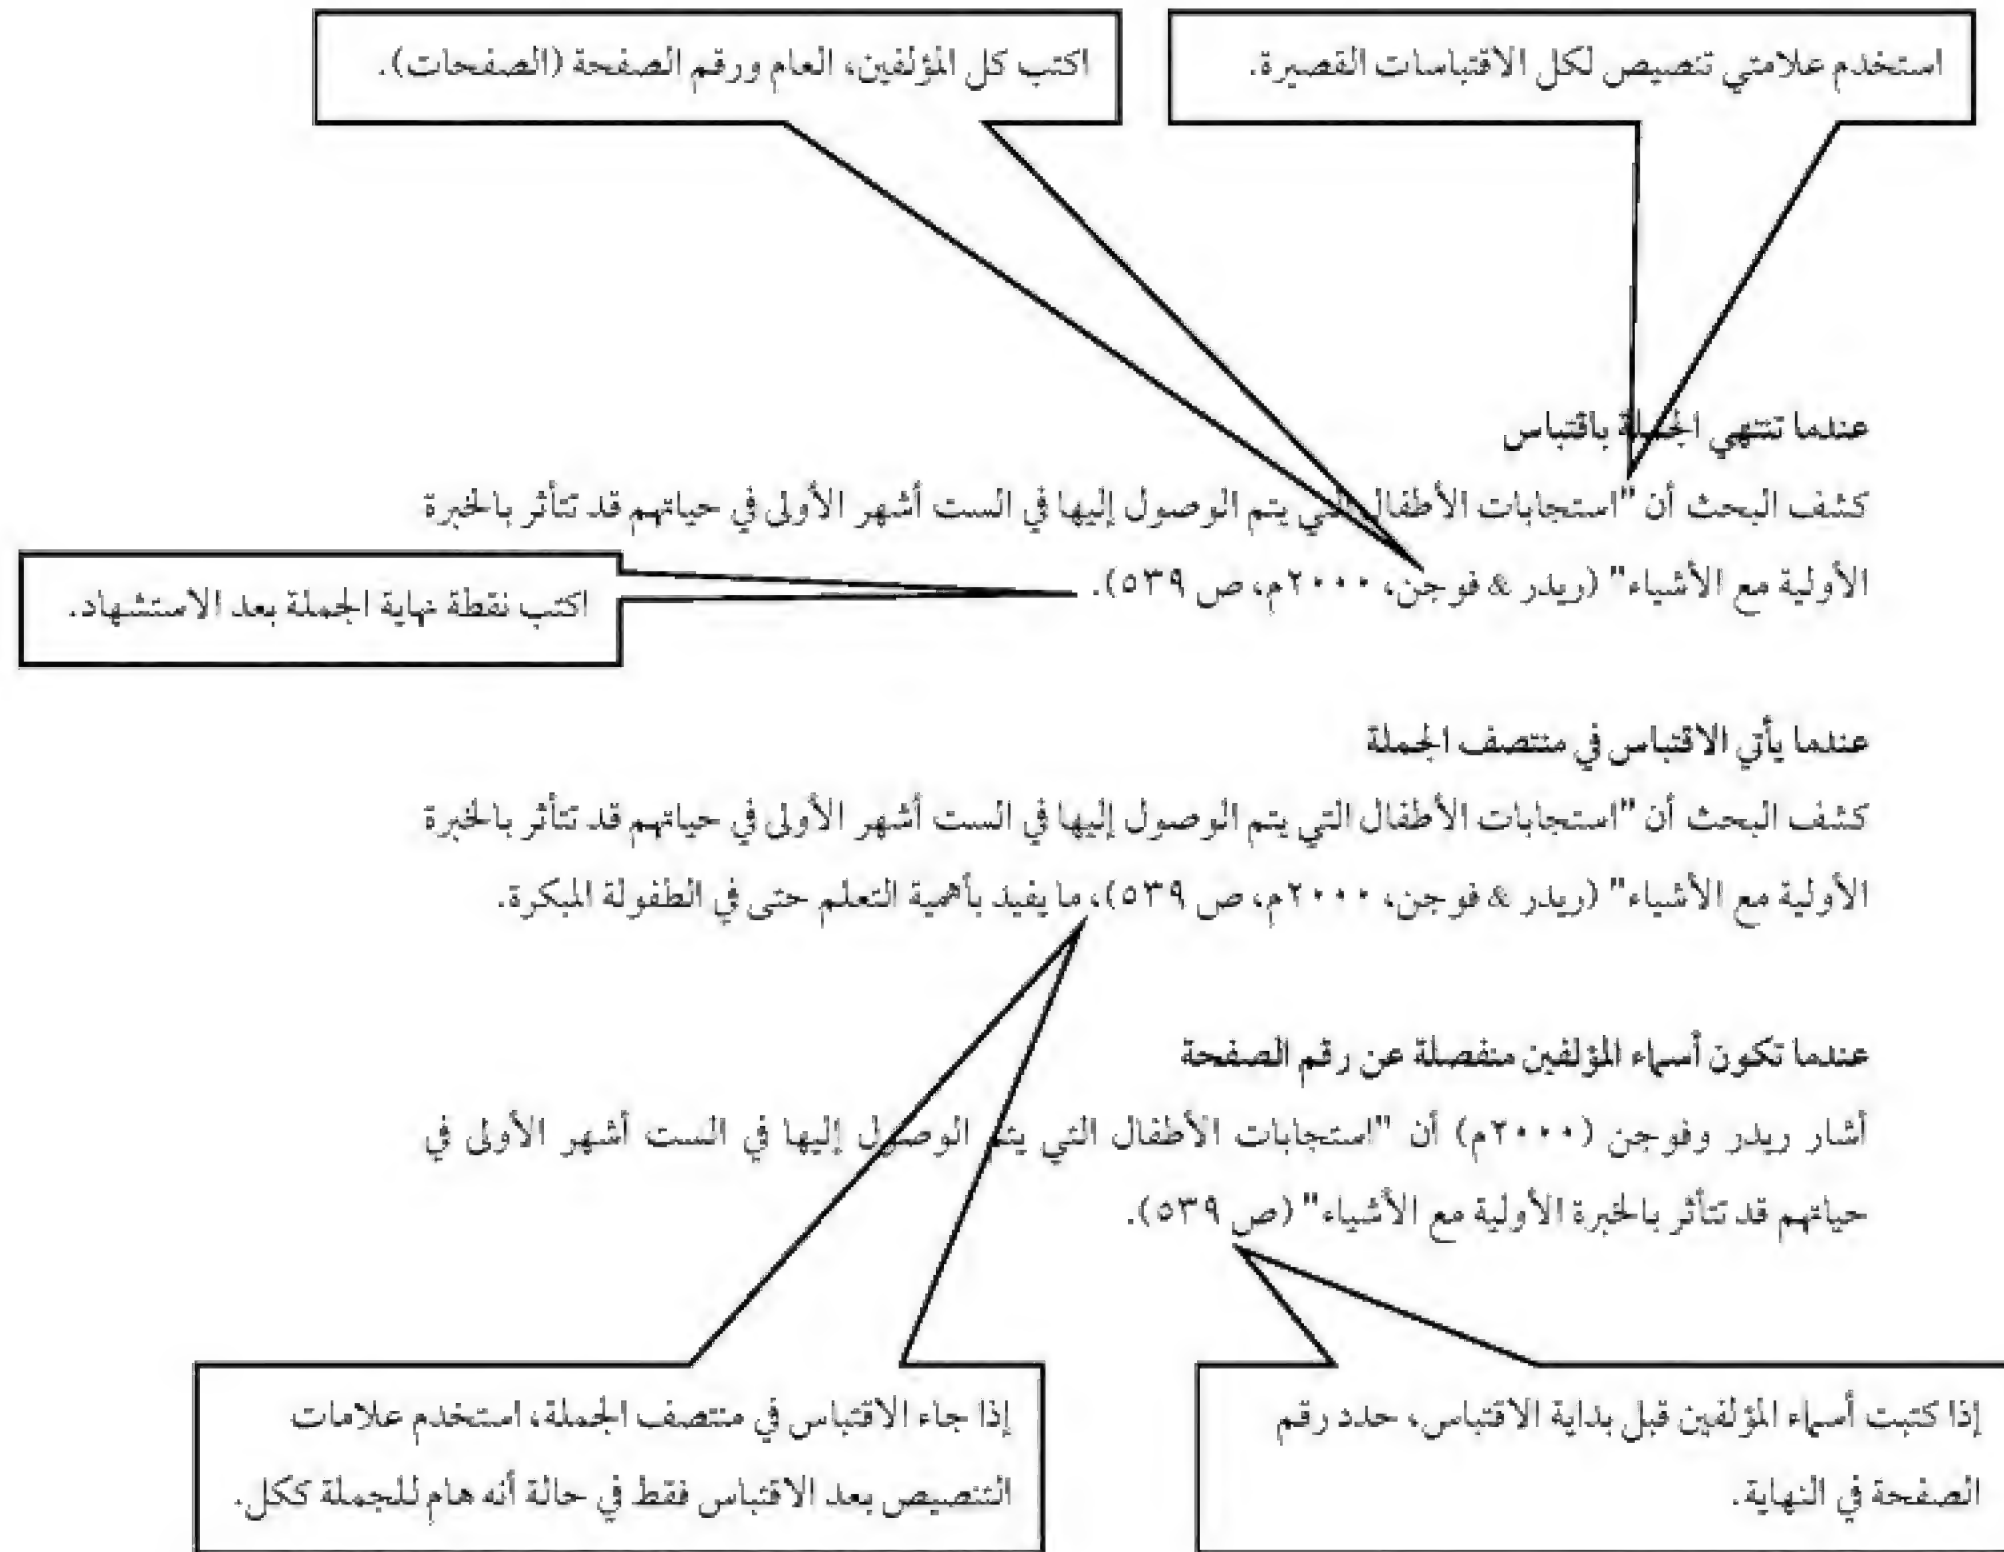 استخدم علامتي تنصيص لكل الاقتباسات القصيرة.
اكتب كل المؤلفين، العام ورقم الصفحة (الصفحات).
عندما تنتهي الجملة باقتباس
كشف البحث أن "استجابات الأطفال التي يتم الوصول إليها في الست أشهر الأولى في حياتهم قد تتأثر بالخبرة
الأولية مع الأشياء" (ريدر & فوجن، ٢٠٠٠م، ص ٥٣٩).
اكتب نقطة نهاية الجملة بعد الاستشهاد.
عندما يأتي الاقتباس في منتصف الجملة
كشف البحث أن "استجابات الأطفال التي يتم الوصول إليها في الست أشهر الأولى في حياتهم قد تتأثر بالخبرة
الأولية مع الأشياء" (ريدر & فوجن، ٢٠٠٠م، ص ٥٣٩)، ما يفيد بأهمية التعلم حتى في الطفولة المبكرة.
عندما تكون أسماء المؤلفين منفصلة عن رقم الصفحة
أشار ريدر وفوجن (٢٠٠٠م) أن "استجابات الأطفال التي يتم الوصول إليها في الست أشهر الأولى في
حياتهم قد تتأثر بالخبرة الأولية مع الأشياء" (ص ٥٣٩).
إذا كتبت أسماء المؤلفين قبل بداية الاقتباس، حدد رقم
الصفحة في النهاية.
إذا جاء الاقتباس في منتصف الجملة، استخدم علامات
التنصيص بعد الاقتباس فقط في حالة أنه هام للجملة ككل.